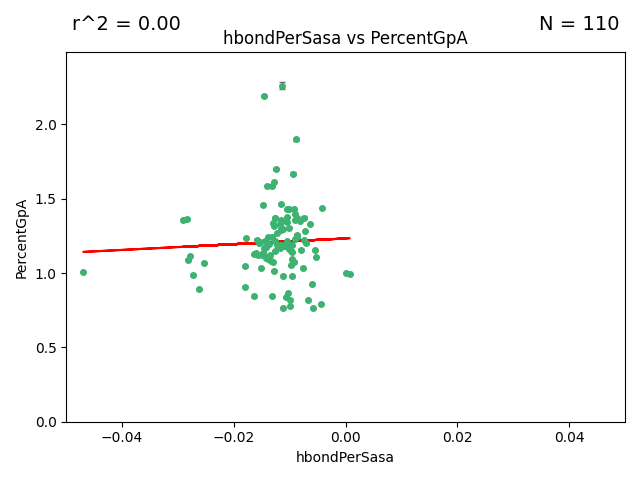 r^2 = 0.00
N = 110
hbondPerSasa vs PercentGpA
PercentGpA
2.0
1.5
1.0
0.5
0.0
−0.04 −0.02 0.00 0.02 0.04
hbondPerSasa